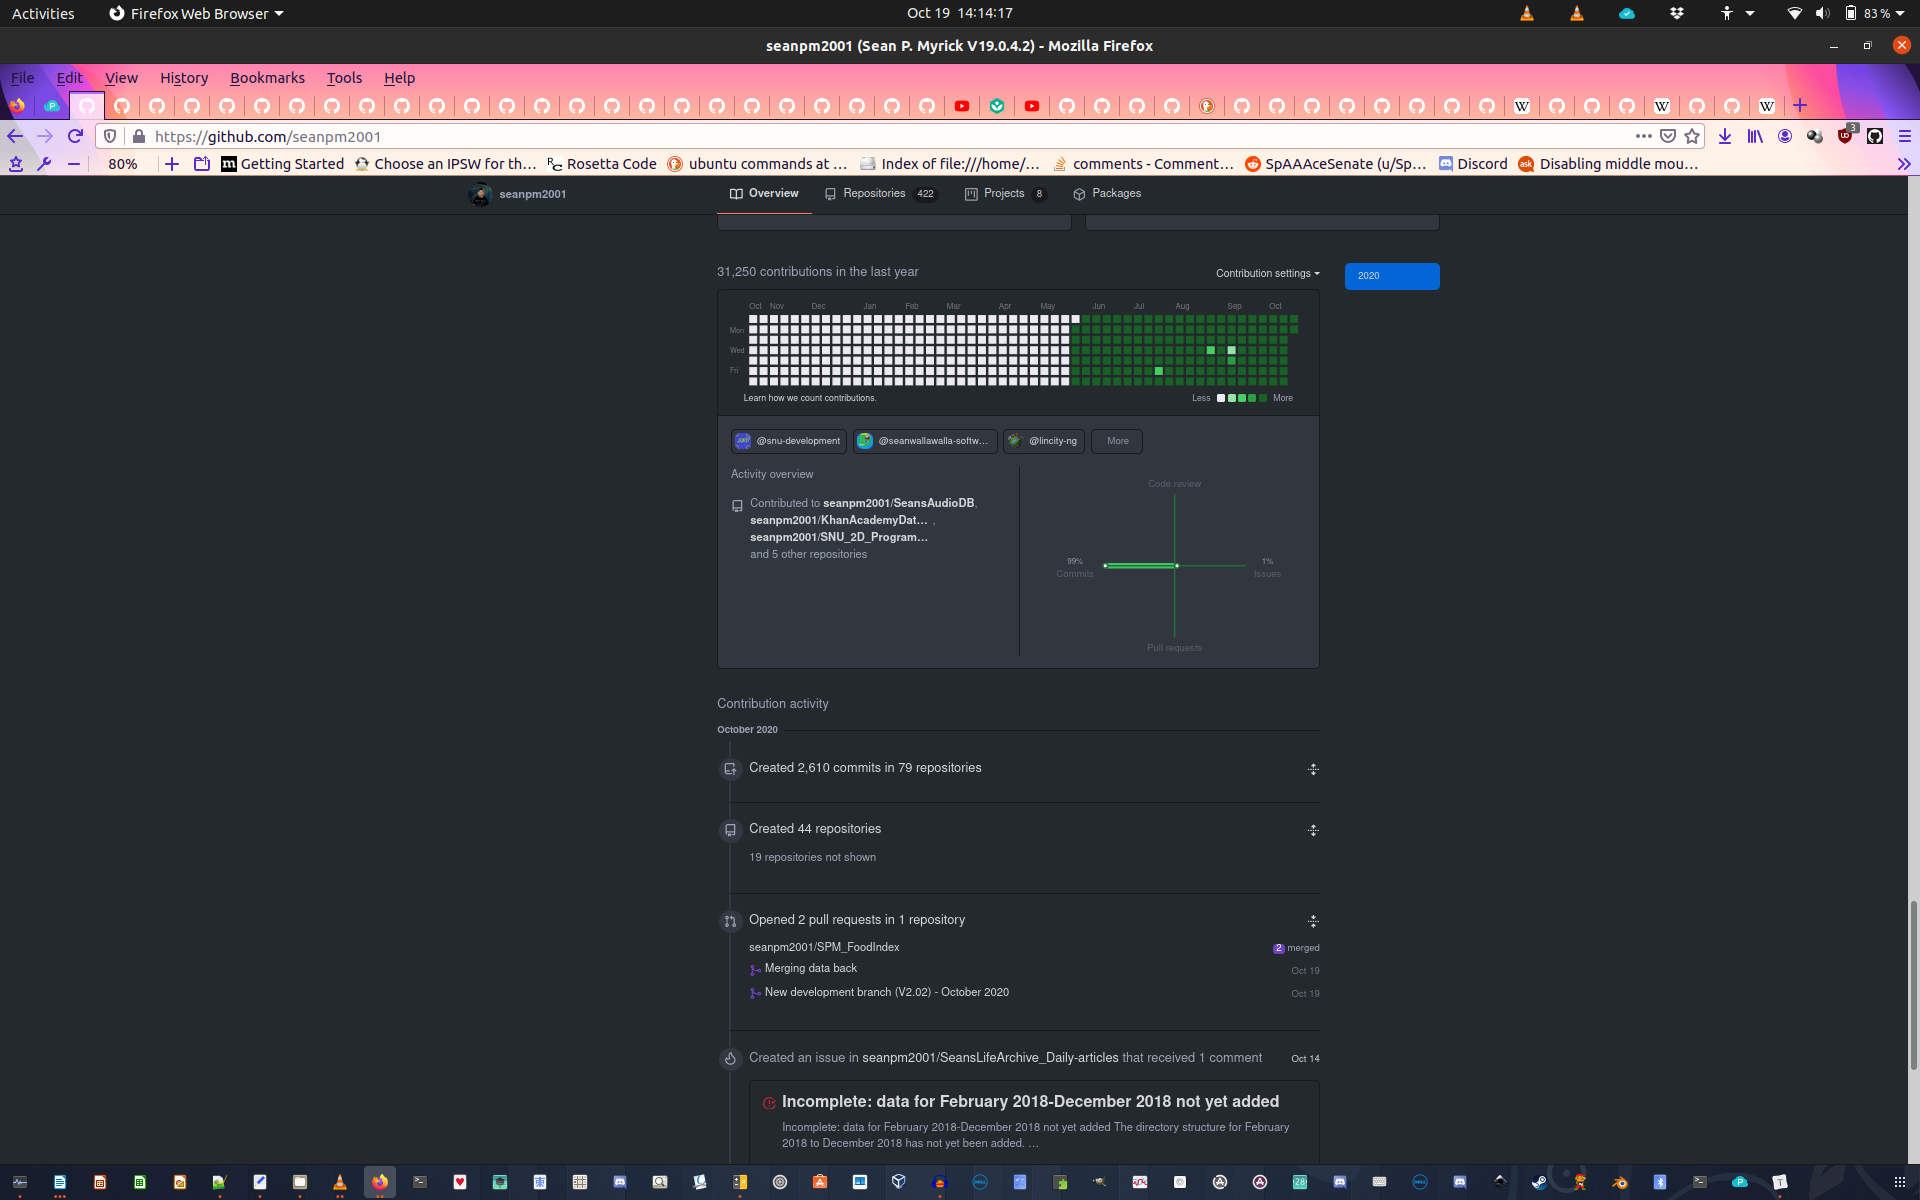 Activities Firefox Web Browser Oct 19 14:14:17 83 %
seanpm2001 (Sean P. Myrick V19.0.4.2) - Mozilla Firefox
File Edit View History Bookmarks Tools Help
https://github.com/seanpm2001 3
80% Getting Started Choose an IPSW for th… Rosetta Code ubuntu commands at … Index of file:///home/… comments - Comment… SpAAAceSenate (u/Sp… Discord Disabling middle mou…
seanpm2001 Overview Repositories 422 Projects 8 Packages
31,250 contributions in the last year Contribution settings 2020
Oct Nov Dec Jan Feb Mar Apr May Jun Jul Aug Sep Oct
Mon
Wed
Fri
Learn how we count contributions. Less More
@snu-development @seanwallawalla-softw… @lincity-ng More
Activity overview
Code review
Contributed to seanpm2001/SeansAudioDB,
seanpm2001/KhanAcademyDat… ,
seanpm2001/SNU_2D_Program…
and 5 other repositories
99% 1%
Commits Issues
Pull requests
Contribution activity
October 2020
Created 2,610 commits in 79 repositories
Created 44 repositories
19 repositories not shown
Opened 2 pull requests in 1 repository
seanpm2001/SPM_FoodIndex 2 merged
Merging data back Oct 19
New development branch (V2.02) - October 2020 Oct 19
Created an issue in seanpm2001/SeansLifeArchive_Daily-articles that received 1 comment Oct 14
Incomplete: data for February 2018-December 2018 not yet added
Incomplete: data for February 2018-December 2018 not yet added The directory structure for February
2018 to December 2018 has not yet been added. …